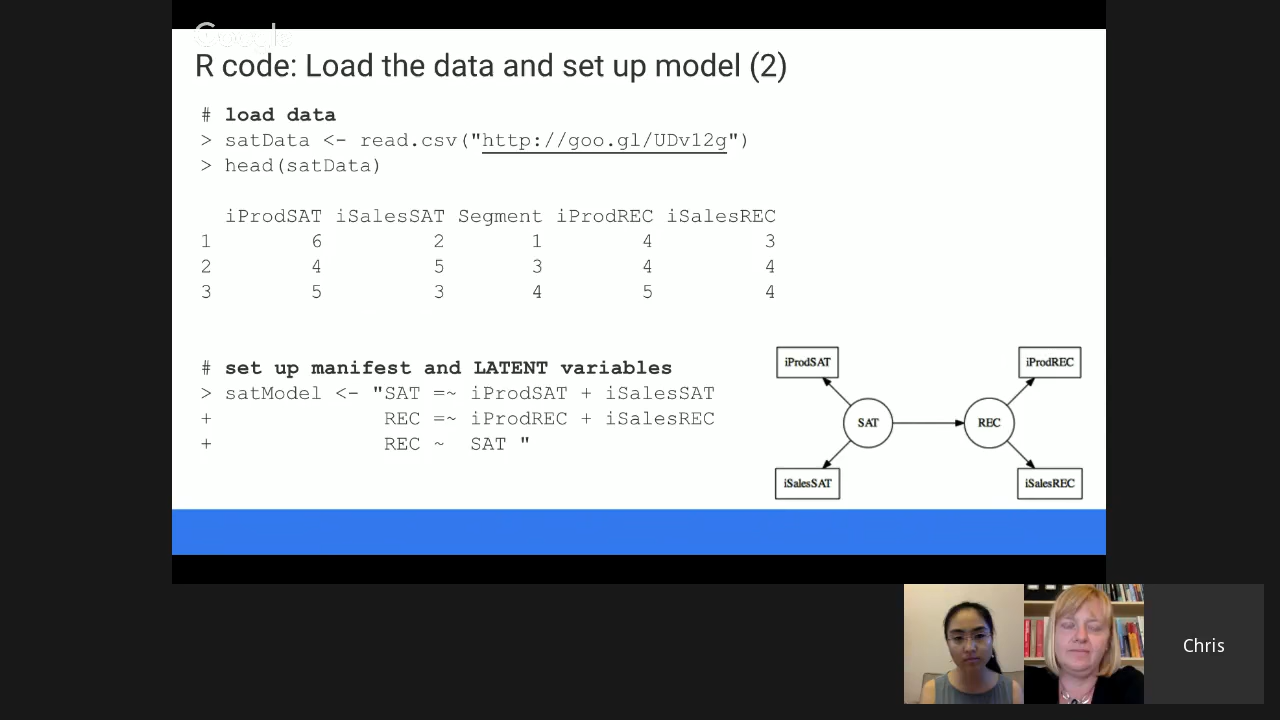 Google
R code: Load the data and set up model (2)
# load data
> satData <- read.csv("http://goo.gl/UDv12g")
> head(satData)
iProdSAT iSalesSAT Segment iProdREC iSalesREC
1 6 2 1 4 3
2 4 5 3 4 4
3 5 3 4 5 4
# set up manifest and LATENT variables
> satModel <- "SAT =~ iProdSAT + iSalesSAT
+ REC =~ iProdREC + iSalesREC
+ REC ~ SAT "
iProdSAT
iProdREC
SAT
REC
iSalesSAT
iSalesREC
Chris